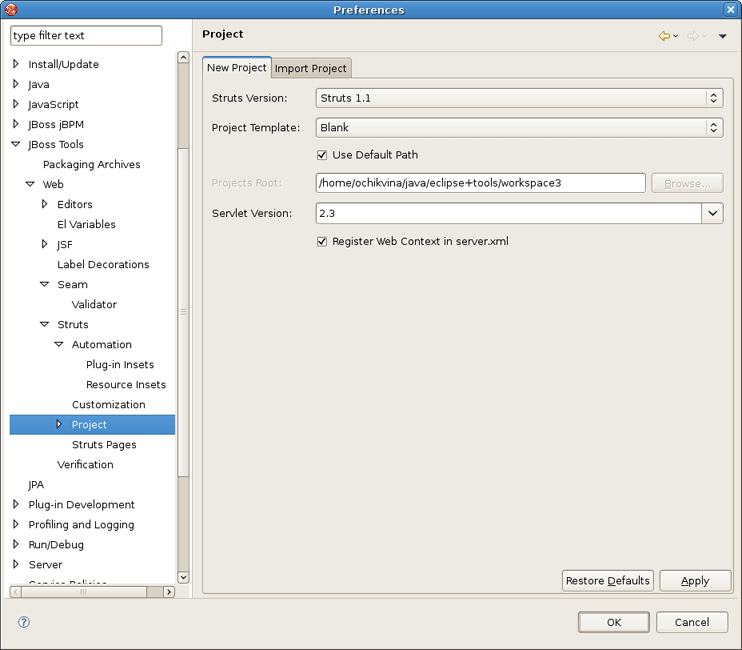 Preferences
type filter text
Install/Update
Java
JavaScript
JBoss jBPM
JBoss Tools
Packaging Archives
Web
Editors
El Variables
JSF
Label Decorations
Seam
Validator
Struts
Automation
Plug-in Insets
Resource Insets
Customization
Project
Struts Pages
Verification
JPA
Plug-in Development
Profiling and Logging
Run/Debug
Server
Service Policies
Project
New Project
Import Project
Struts Version: Struts 1.1
Project Template: Blank
Use Default Path
Projects Root: /home/ochikvina/java/eclipse+tools/workspace3 Browse...
Servlet Version: 2.3
Register Web Context in server.xml
Restore Defaults Apply
? OK Cancel